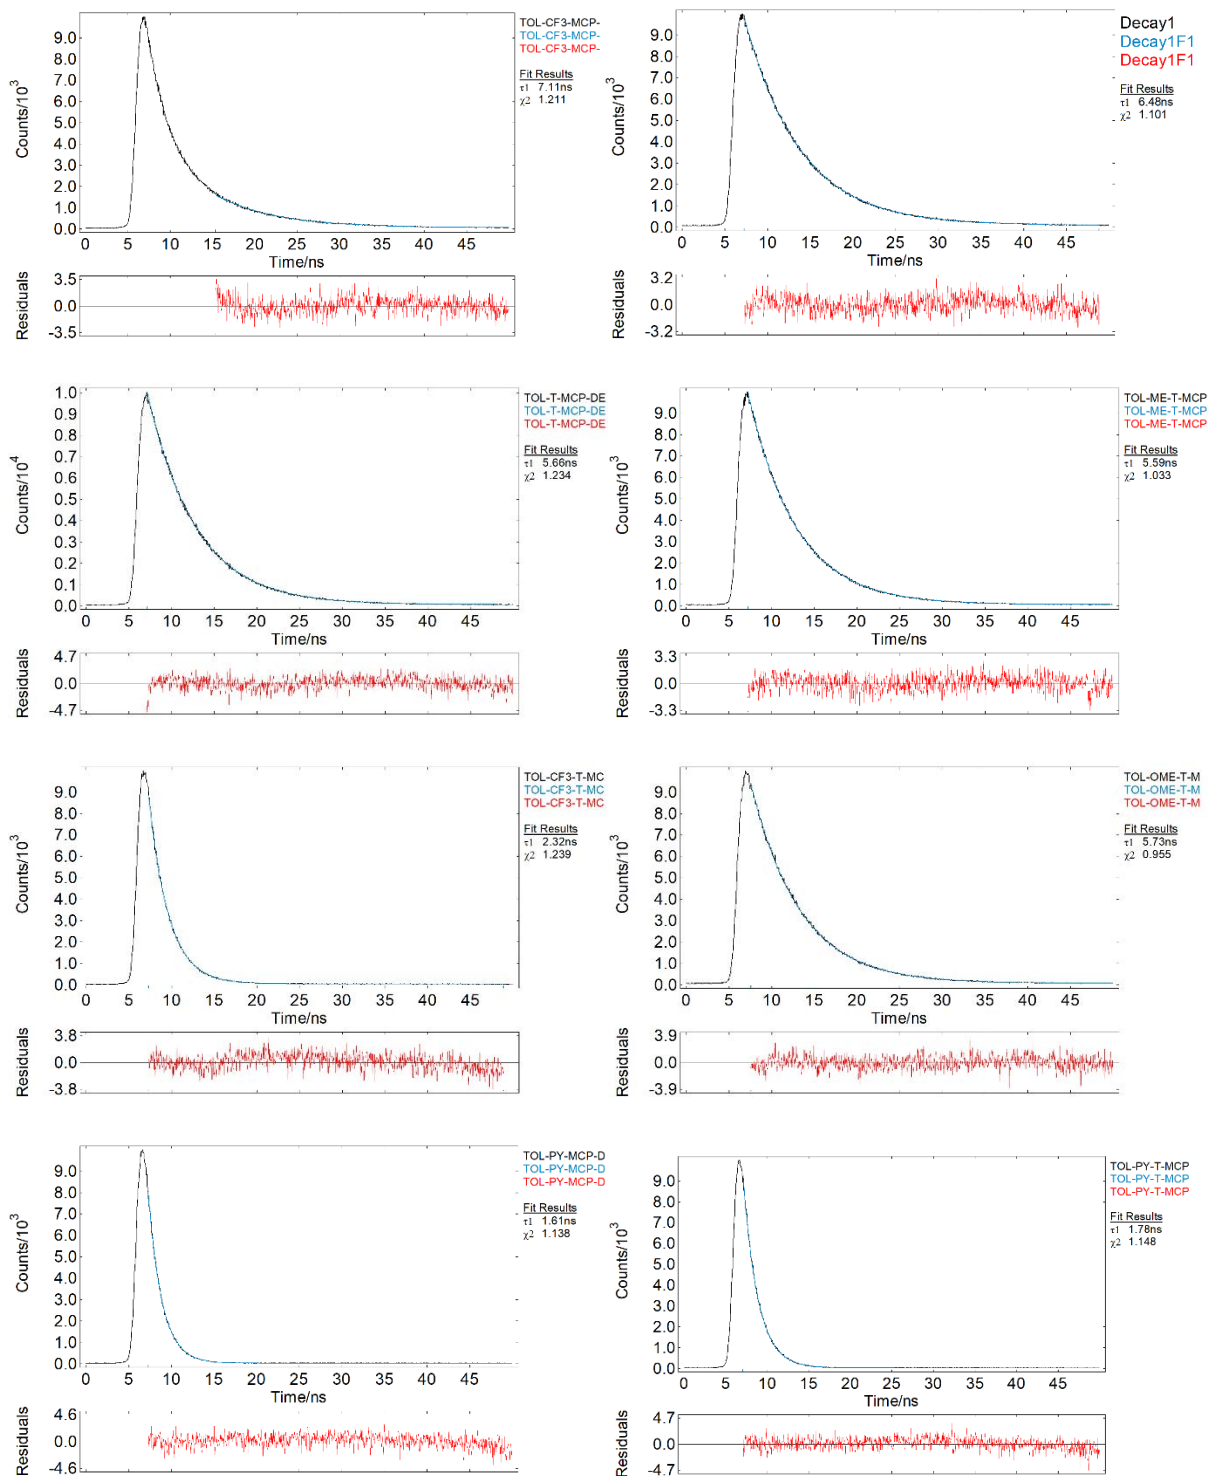 TOL-CF3-MCP-
TOL-CF3-MCP-
TOL-CF3-MCP-
Fit Results
τ1 7.11ns
χ2 1.211
Counts/10³
9.0
8.0
7.0
6.0
5.0
4.0
3.0
2.0
1.0
0.0
0 5 10 15 20 25 30 35 40 45
Time/ns
Residuals
3.5
0.0
-3.5
Decay1
Decay1F1
Decay1F1
Fit Results
τ1 6.48ns
χ2 1.101
Counts/10³
9.0
8.0
7.0
6.0
5.0
4.0
3.0
2.0
1.0
0.0
0 5 10 15 20 25 30 35 40 45
Time/ns
Residuals
3.2
0.0
-3.2
TOL-T-MCP-DE
TOL-T-MCP-DE
TOL-T-MCP-DE
Fit Results
τ1 5.66ns
χ2 1.234
Counts/10⁴
1.0
0.9
0.8
0.7
0.6
0.5
0.4
0.3
0.2
0.1
0.0
0 5 10 15 20 25 30 35 40 45
Time/ns
Residuals
4.7
0.0
-4.7
TOL-ME-T-MCP
TOL-ME-T-MCP
TOL-ME-T-MCP
Fit Results
τ1 5.59ns
χ2 1.033
Counts/10³
9.0
8.0
7.0
6.0
5.0
4.0
3.0
2.0
1.0
0.0
0 5 10 15 20 25 30 35 40 45
Time/ns
Residuals
3.3
0.0
-3.3
TOL-CF3-T-MC
TOL-CF3-T-MC
TOL-CF3-T-MC
Fit Results
τ1 2.32ns
χ2 1.239
Counts/10³
9.0
8.0
7.0
6.0
5.0
4.0
3.0
2.0
1.0
0.0
0 5 10 15 20 25 30 35 40 45
Time/ns
Residuals
3.8
0.0
-3.8
TOL-OME-T-M
TOL-OME-T-M
TOL-OME-T-M
Fit Results
τ1 5.73ns
χ2 0.955
Counts/10³
9.0
8.0
7.0
6.0
5.0
4.0
3.0
2.0
1.0
0.0
0 5 10 15 20 25 30 35 40 45
Time/ns
Residuals
3.9
0.0
-3.9
TOL-PY-MCP-D
TOL-PY-MCP-D
TOL-PY-MCP-D
Fit Results
τ1 1.61ns
χ2 1.138
Counts/10³
9.0
8.0
7.0
6.0
5.0
4.0
3.0
2.0
1.0
0.0
0 5 10 15 20 25 30 35 40 45
Time/ns
Residuals
4.6
0.0
-4.6
TOL-PY-T-MCP
TOL-PY-T-MCP
TOL-PY-T-MCP
Fit Results
τ1 1.78ns
χ2 1.148
Counts/10³
9.0
8.0
7.0
6.0
5.0
4.0
3.0
2.0
1.0
0.0
0 5 10 15 20 25 30 35 40 45
Time/ns
Residuals
4.7
0.0
-4.7